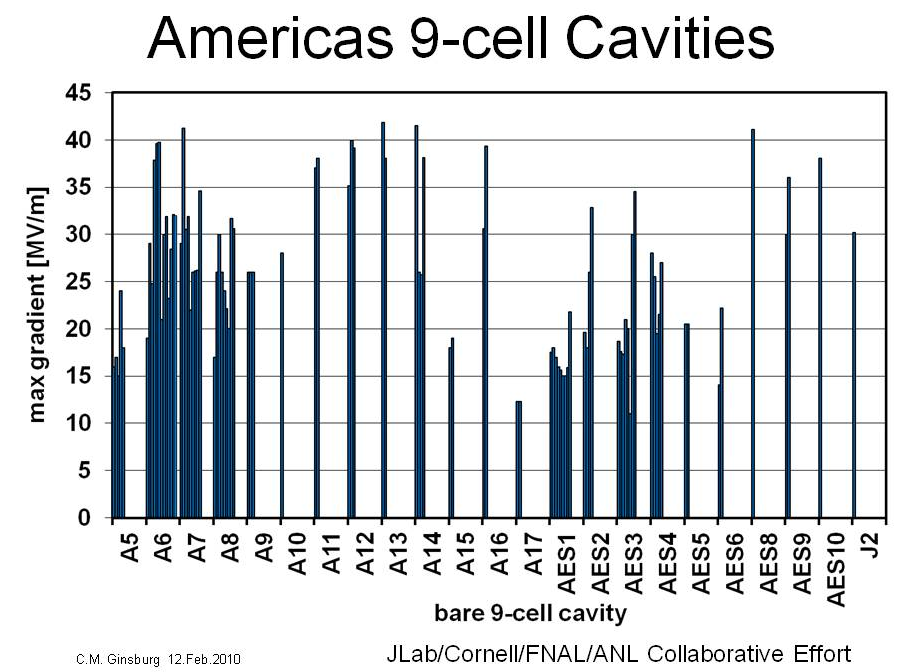 Americas 9-cell Cavities
45
40
35
30
25
20
15
10
5
0
max gradient [MV/m]
A5
A6
A7
A8
A9
A10
A11
A12
A13
A14
A15
A16
A17
AES1
AES2
AES3
AES4
AES5
AES6
AES8
AES9
AES10
J2
bare 9-cell cavity
C.M. Ginsburg 12.Feb.2010
JLab/Cornell/FNAL/ANL Collaborative Effort